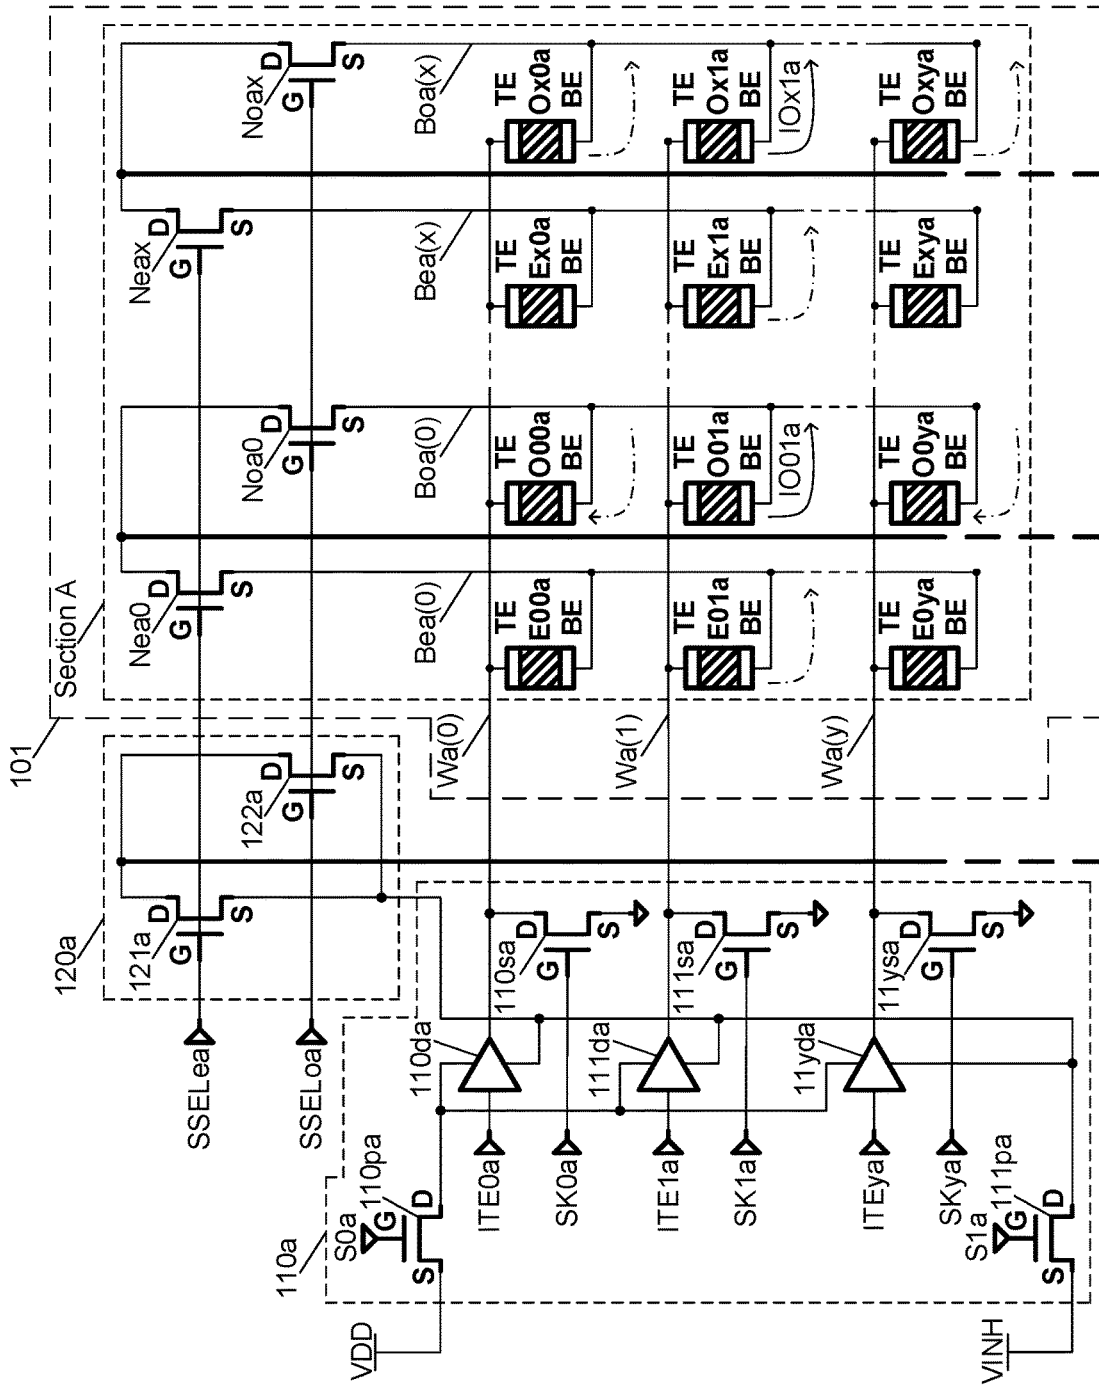 101
Section A
Nea0
D
G
S
Noa0
D
G
S
Neax
D
G
S
Noax
D
G
S
Bea(0)
Boa(0)
Bea(x)
Boa(x)
120a
121a
D
G
S
122a
D
G
S
SSELea
SSELoa
Wa(0)
TE
E00a
BE
TE
O00a
BE
TE
Ex0a
BE
TE
Ox0a
BE
Wa(1)
TE
E01a
BE
TE
O01a
BE
IO01a
TE
Ex1a
BE
TE
Ox1a
BE
IOx1a
Wa(y)
TE
E0ya
BE
TE
O0ya
BE
TE
Exya
BE
TE
Oxya
BE
110a
S0a
G
110pa
S
D
VDD
110da
ITE0a
SK0a
110sa
D
G
S
111da
ITE1a
SK1a
111sa
D
G
S
11yda
ITEya
SKya
11ysa
D
G
S
S1a
G
111pa
S
D
VINH